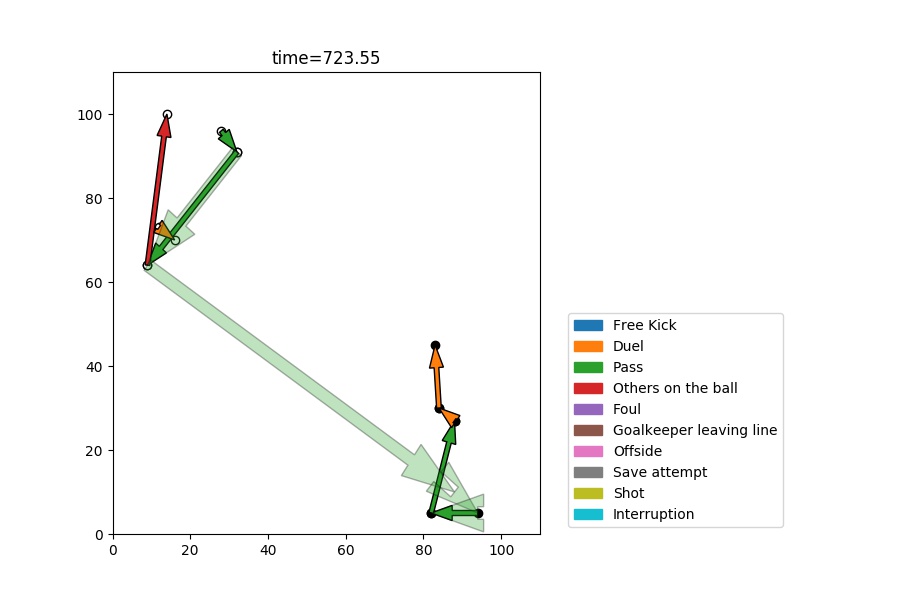 time=723.55
100
80
60
40
20
0
0 20 40 60 80 100
Free Kick
Duel
Pass
Others on the ball
Foul
Goalkeeper leaving line
Offside
Save attempt
Shot
Interruption